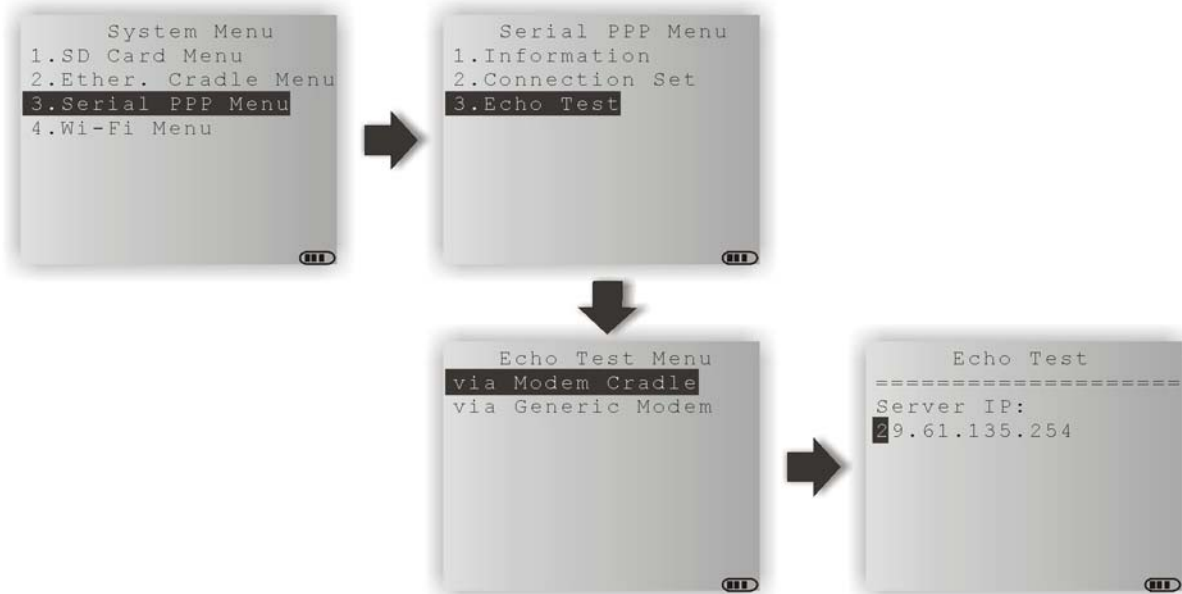 System Menu
1.SD Card Menu
2.Ether. Cradle Menu
3.Serial PPP Menu
4.Wi-Fi Menu
Serial PPP Menu
1.Information
2.Connection Set
3.Echo Test
Echo Test Menu
via Modem Cradle
via Generic Modem
Echo Test
====================
Server IP:
29.61.135.254